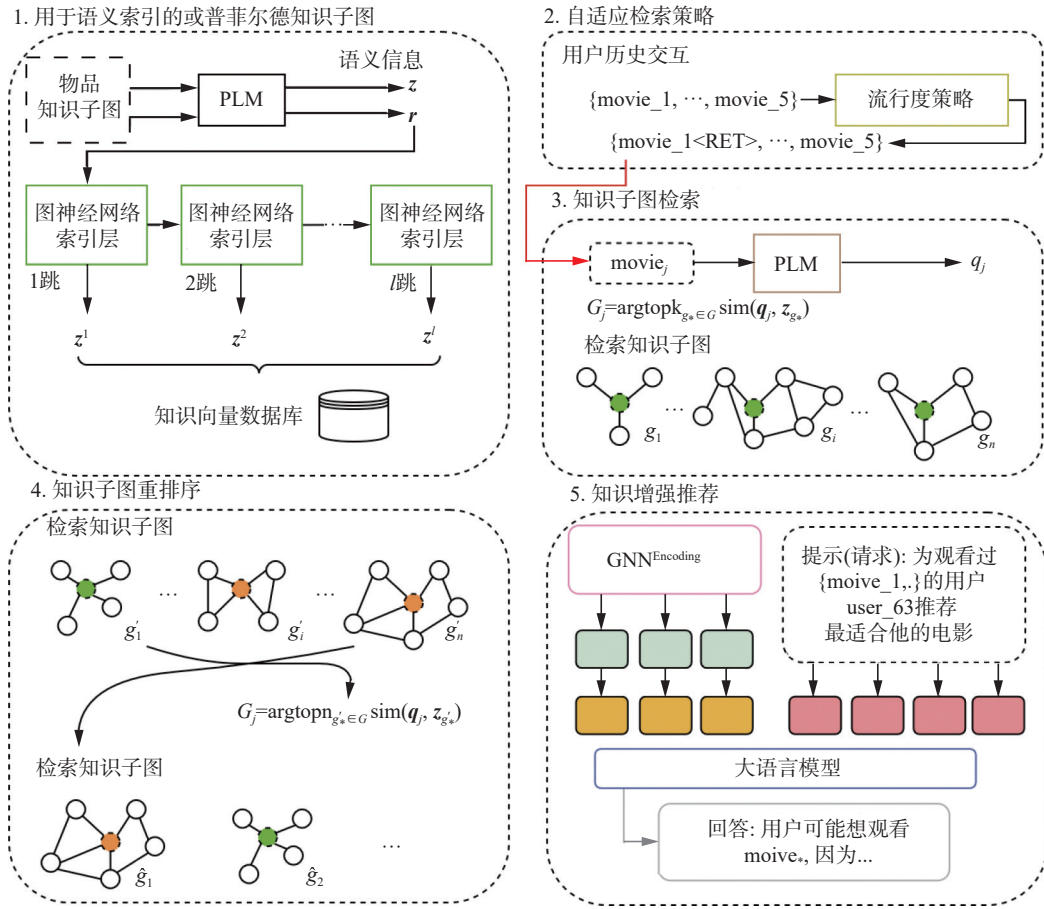 1. 用于语义索引的或普菲尔德知识子图
物品
知识子图
PLM
语义信息
z
r
图神经网络
索引层
图神经网络
索引层
…
图神经网络
索引层
1跳
2跳
l跳
z¹
z²
zˡ
知识向量数据库
2. 自适应检索策略
用户历史交互
{movie_1, …, movie_5}
流行度策略
{movie_1<RET>, …, movie_5}
3. 知识子图检索
movieⱼ
PLM
qⱼ
Gⱼ=argtopk_{g*∈G} sim(qⱼ, z_{g*})
检索知识子图
g₁
…
gᵢ
…
gₙ
4. 知识子图重排序
检索知识子图
…
…
g′₁
g′ᵢ
g′ₙ
Gⱼ=argtopn_{g′*∈G} sim(qⱼ, z_{g′*})
检索知识子图
ĝ₁
ĝ₂
…
5. 知识增强推荐
GNN^{Encoding}
提示(请求): 为观看过
{moive_1,.}的用户
user_63推荐
最适合他的电影
大语言模型
回答: 用户可能想观看
moive*, 因为...